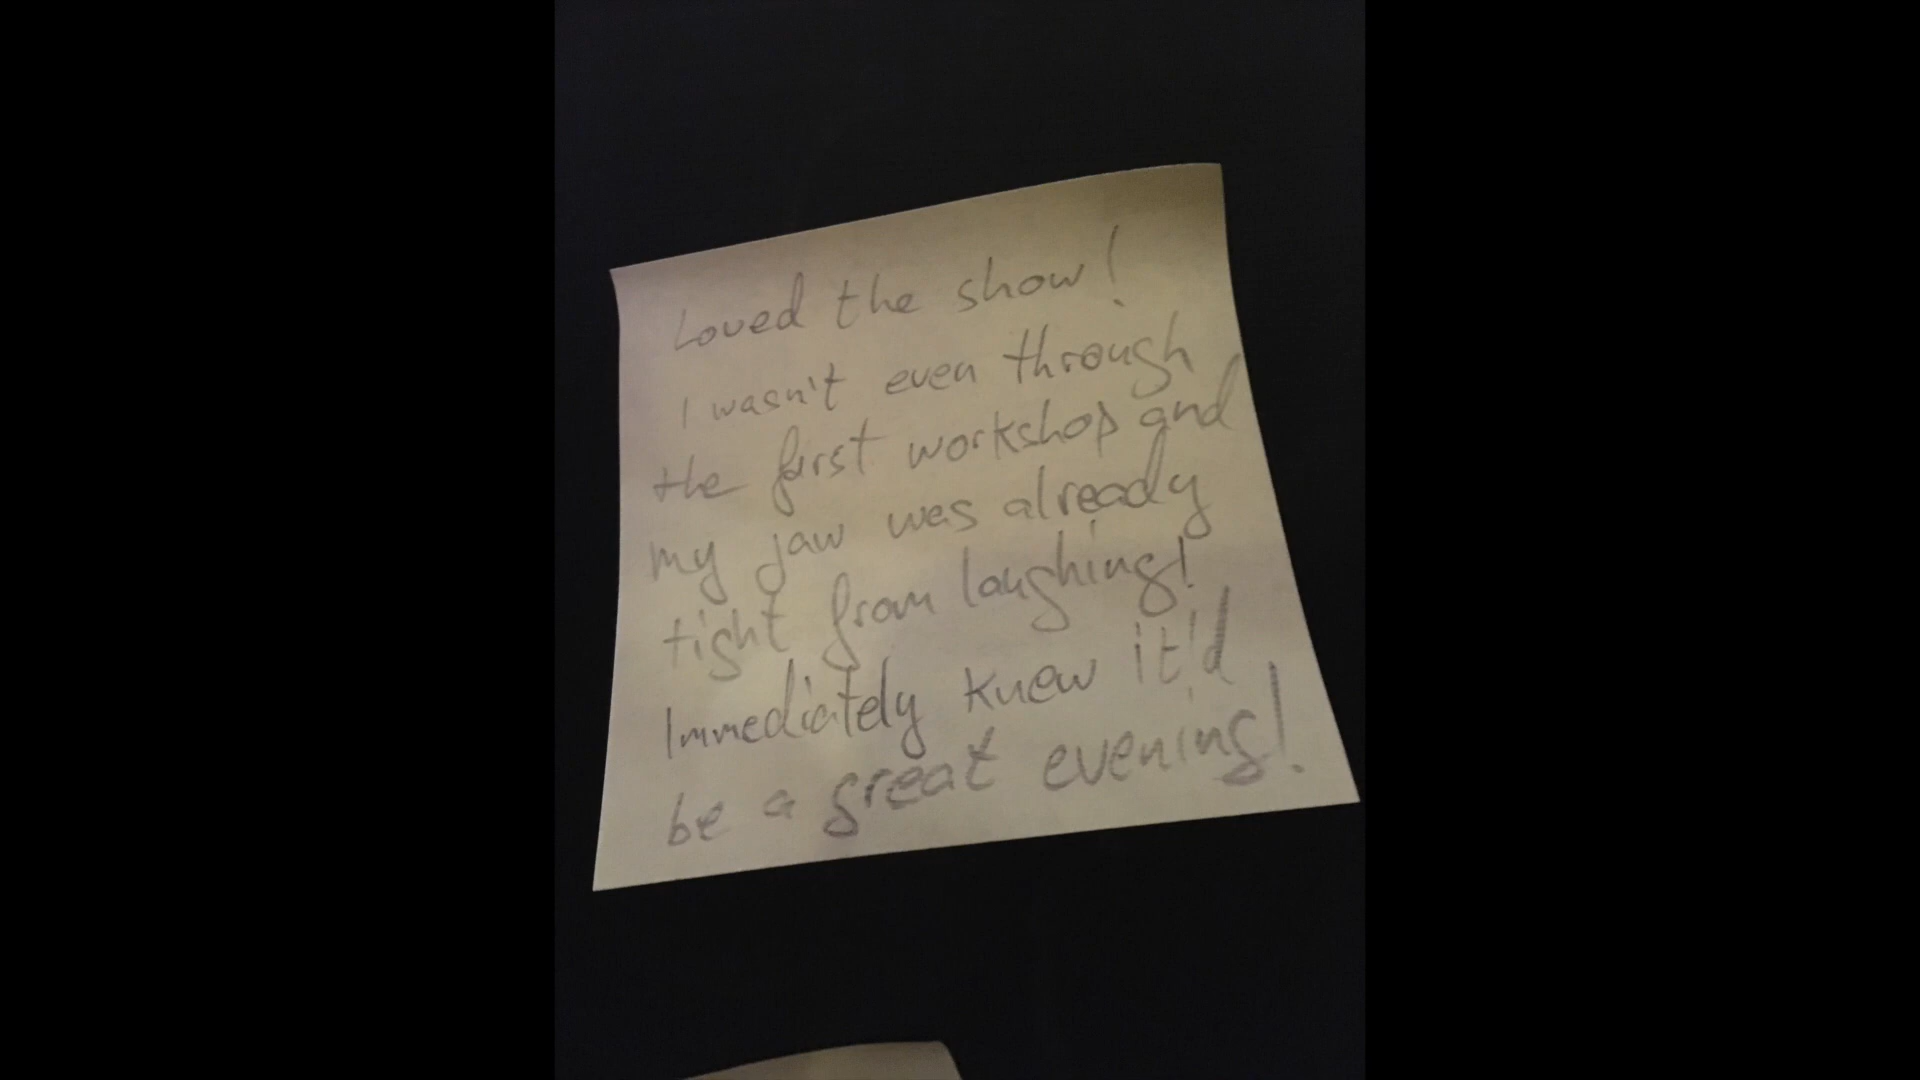 Loved the show!
I wasn't even through
the first workshop and
my jaw was already
tight from laughing!
Immediately knew it'd
be a great evening!